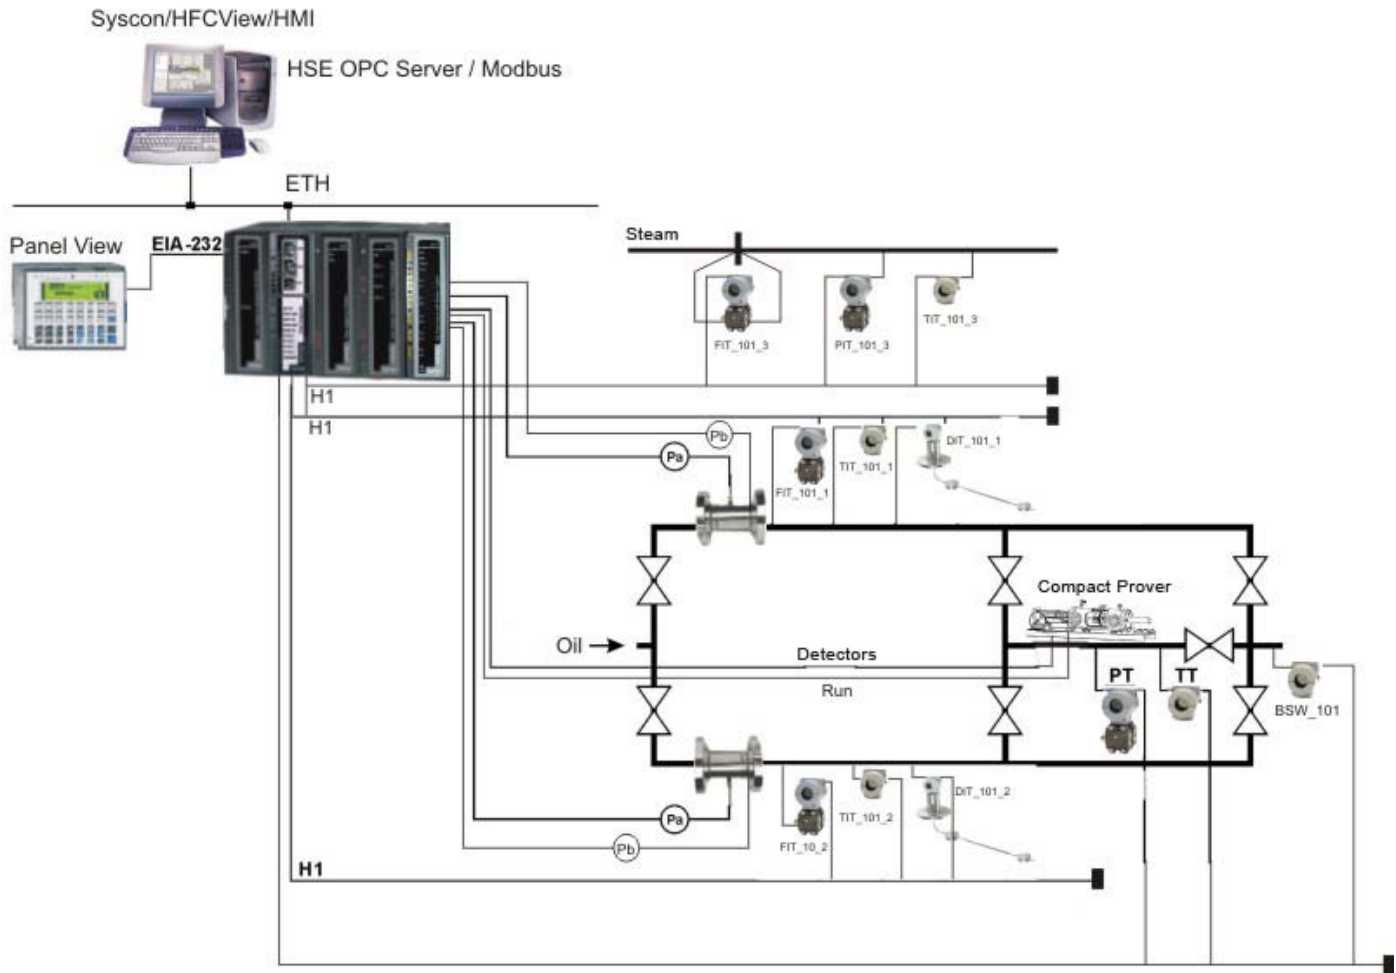 Syscon/HFCView/HMI
HSE OPC Server / Modbus
ETH
Panel View
EIA-232
Steam
FIT_101_3
PIT_101_3
TIT_101_3
H1
H1
Pb
Pa
FIT_101_1
TIT_101_1
DIT_101_1
Compact Prover
Oil
Detectors
Run
PT
TT
BSW_101
Pa
Pb
FIT_10_2
TIT_101_2
DIT_101_2
H1